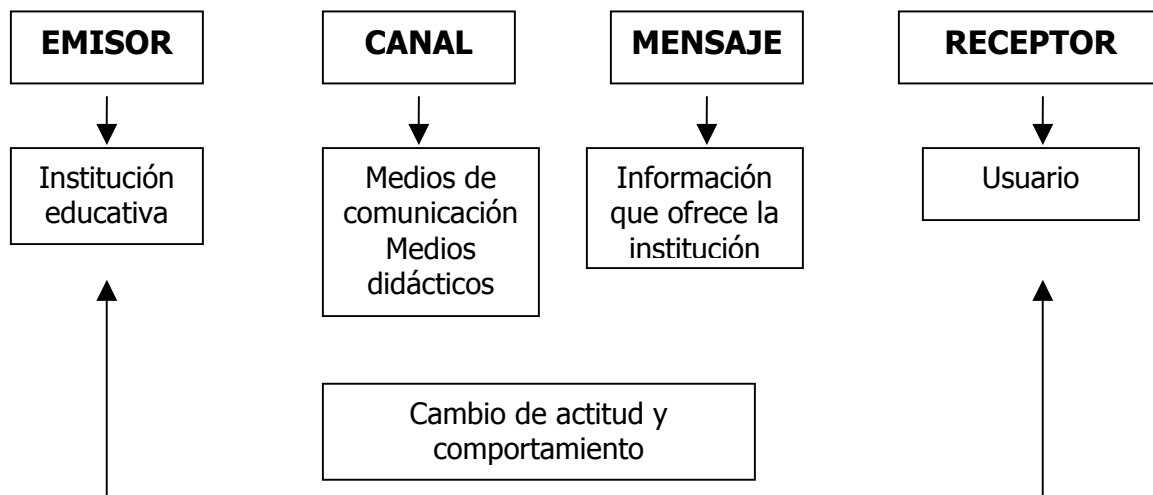 EMISOR
CANAL
MENSAJE
RECEPTOR
Institución
educativa
Medios de
comunicación
Medios
didácticos
Información
que ofrece la
institución
Usuario
Cambio de actitud y
comportamiento